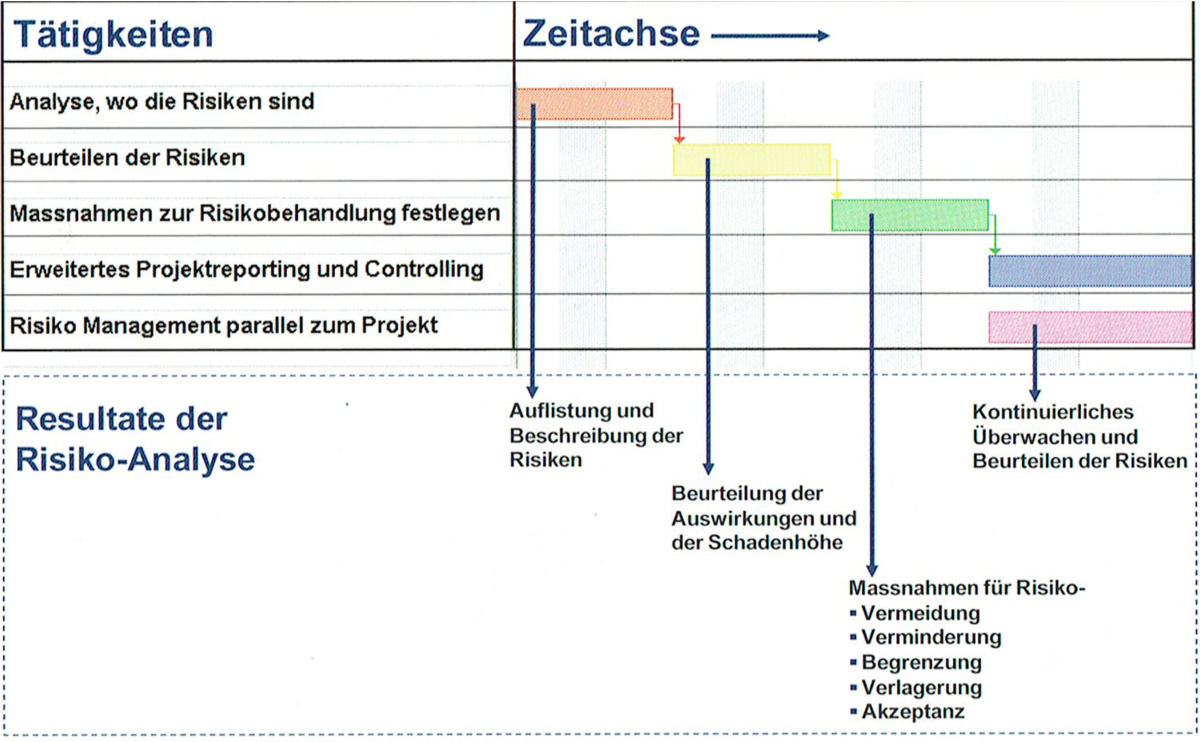 Tätigkeiten
Zeitachse
Analyse, wo die Risiken sind
Beurteilen der Risiken
Massnahmen zur Risikobehandlung festlegen
Erweitertes Projektreporting und Controlling
Risiko Management parallel zum Projekt
Resultate der
Risiko-Analyse
Auflistung und
Beschreibung der
Risiken
Beurteilung der
Auswirkungen und
der Schadenhöhe
Massnahmen für Risiko-
▪ Vermeidung
▪ Verminderung
▪ Begrenzung
▪ Verlagerung
▪ Akzeptanz
Kontinuierliches
Überwachen und
Beurteilen der Risiken